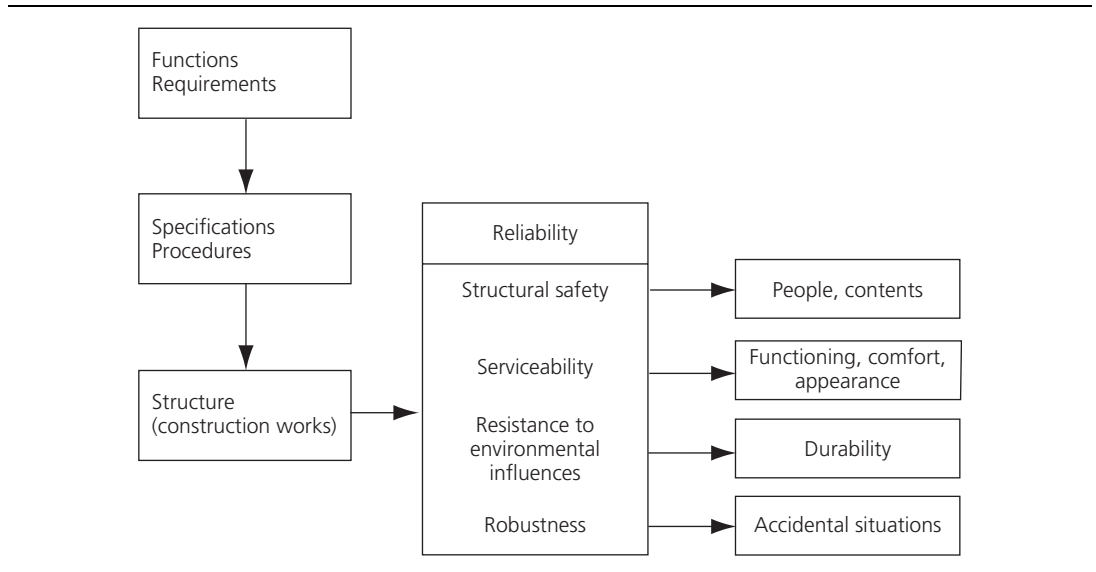 Functions
Requirements
Specifications
Procedures
Structure
(construction works)
Reliability
Structural safety
Serviceability
Resistance to
environmental
influences
Robustness
People, contents
Functioning, comfort,
appearance
Durability
Accidental situations